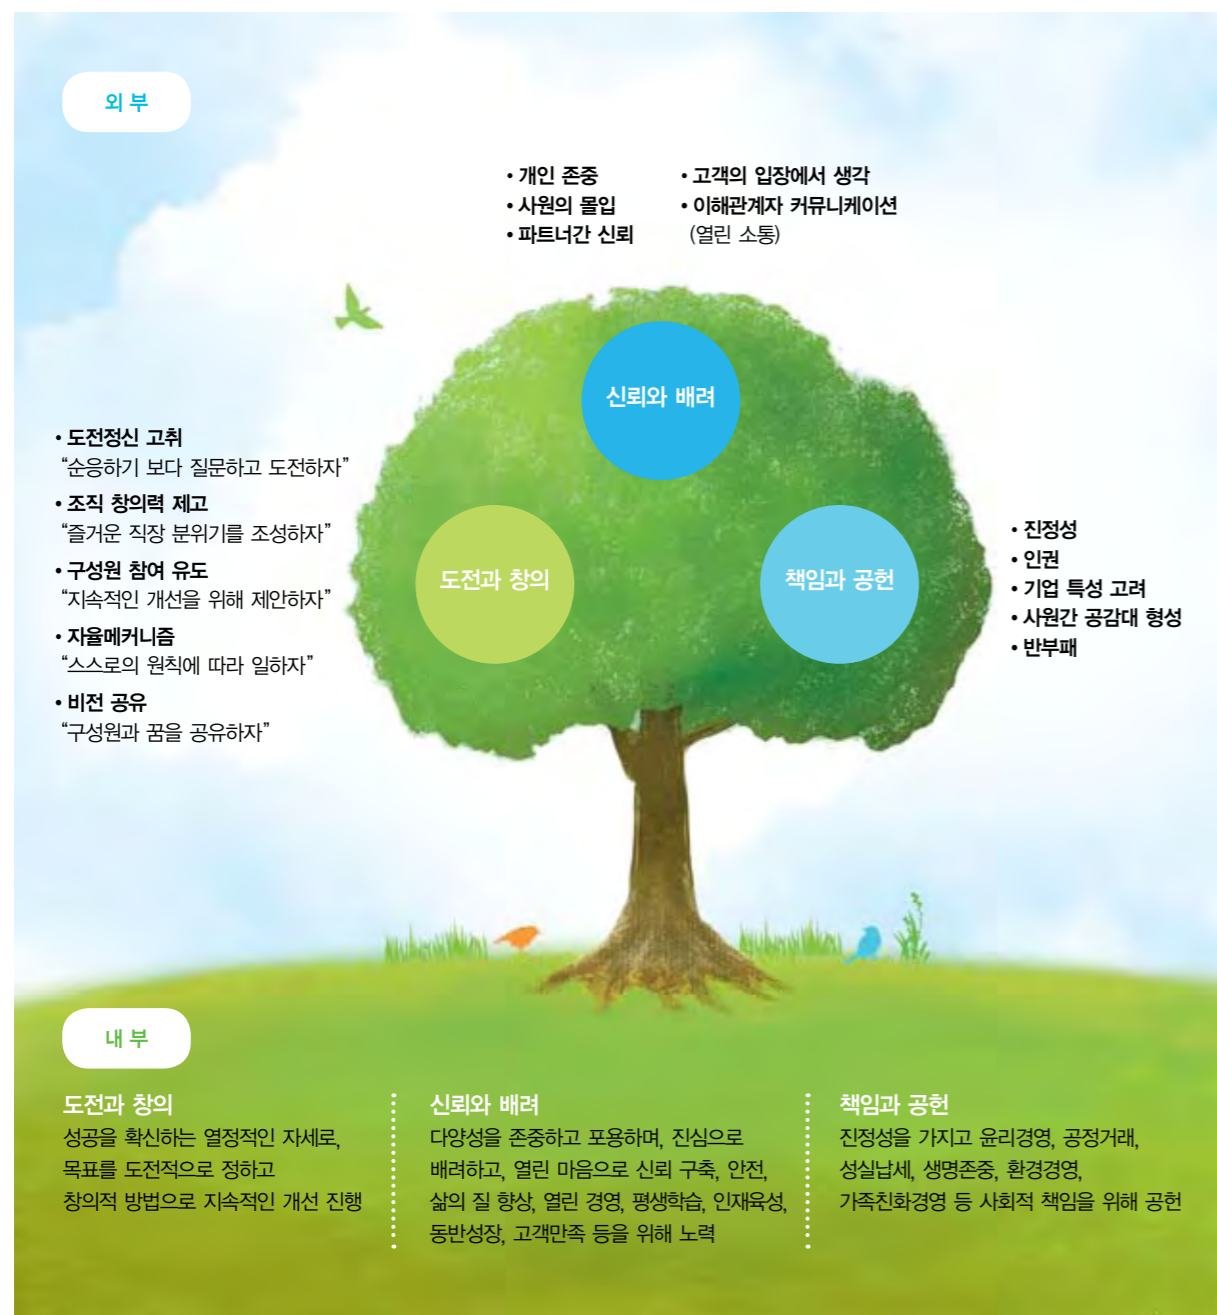 외부
• 개인 존중
• 사원의 몰입
• 파트너간 신뢰
• 고객의 입장에서 생각
• 이해관계자 커뮤니케이션
(열린 소통)
신뢰와 배려
도전과 창의
책임과 공헌
• 도전정신 고취
“순응하기 보다 질문하고 도전하자”
• 조직 창의력 제고
“즐거운 직장 분위기를 조성하자”
• 구성원 참여 유도
“지속적인 개선을 위해 제안하자”
• 자율메커니즘
“스스로의 원칙에 따라 일하자”
• 비전 공유
“구성원과 꿈을 공유하자”
• 진정성
• 인권
• 기업 특성 고려
• 사원간 공감대 형성
• 반부패
내부
도전과 창의
성공을 확신하는 열정적인 자세로,
목표를 도전적으로 정하고
창의적 방법으로 지속적인 개선 진행
신뢰와 배려
다양성을 존중하고 포용하며, 진심으로
배려하고, 열린 마음으로 신뢰 구축, 안전,
삶의 질 향상, 열린 경영, 평생학습, 인재육성,
동반성장, 고객만족 등을 위해 노력
책임과 공헌
진정성을 가지고 윤리경영, 공정거래,
성실납세, 생명존중, 환경경영,
가족친화경영 등 사회적 책임을 위해 공헌